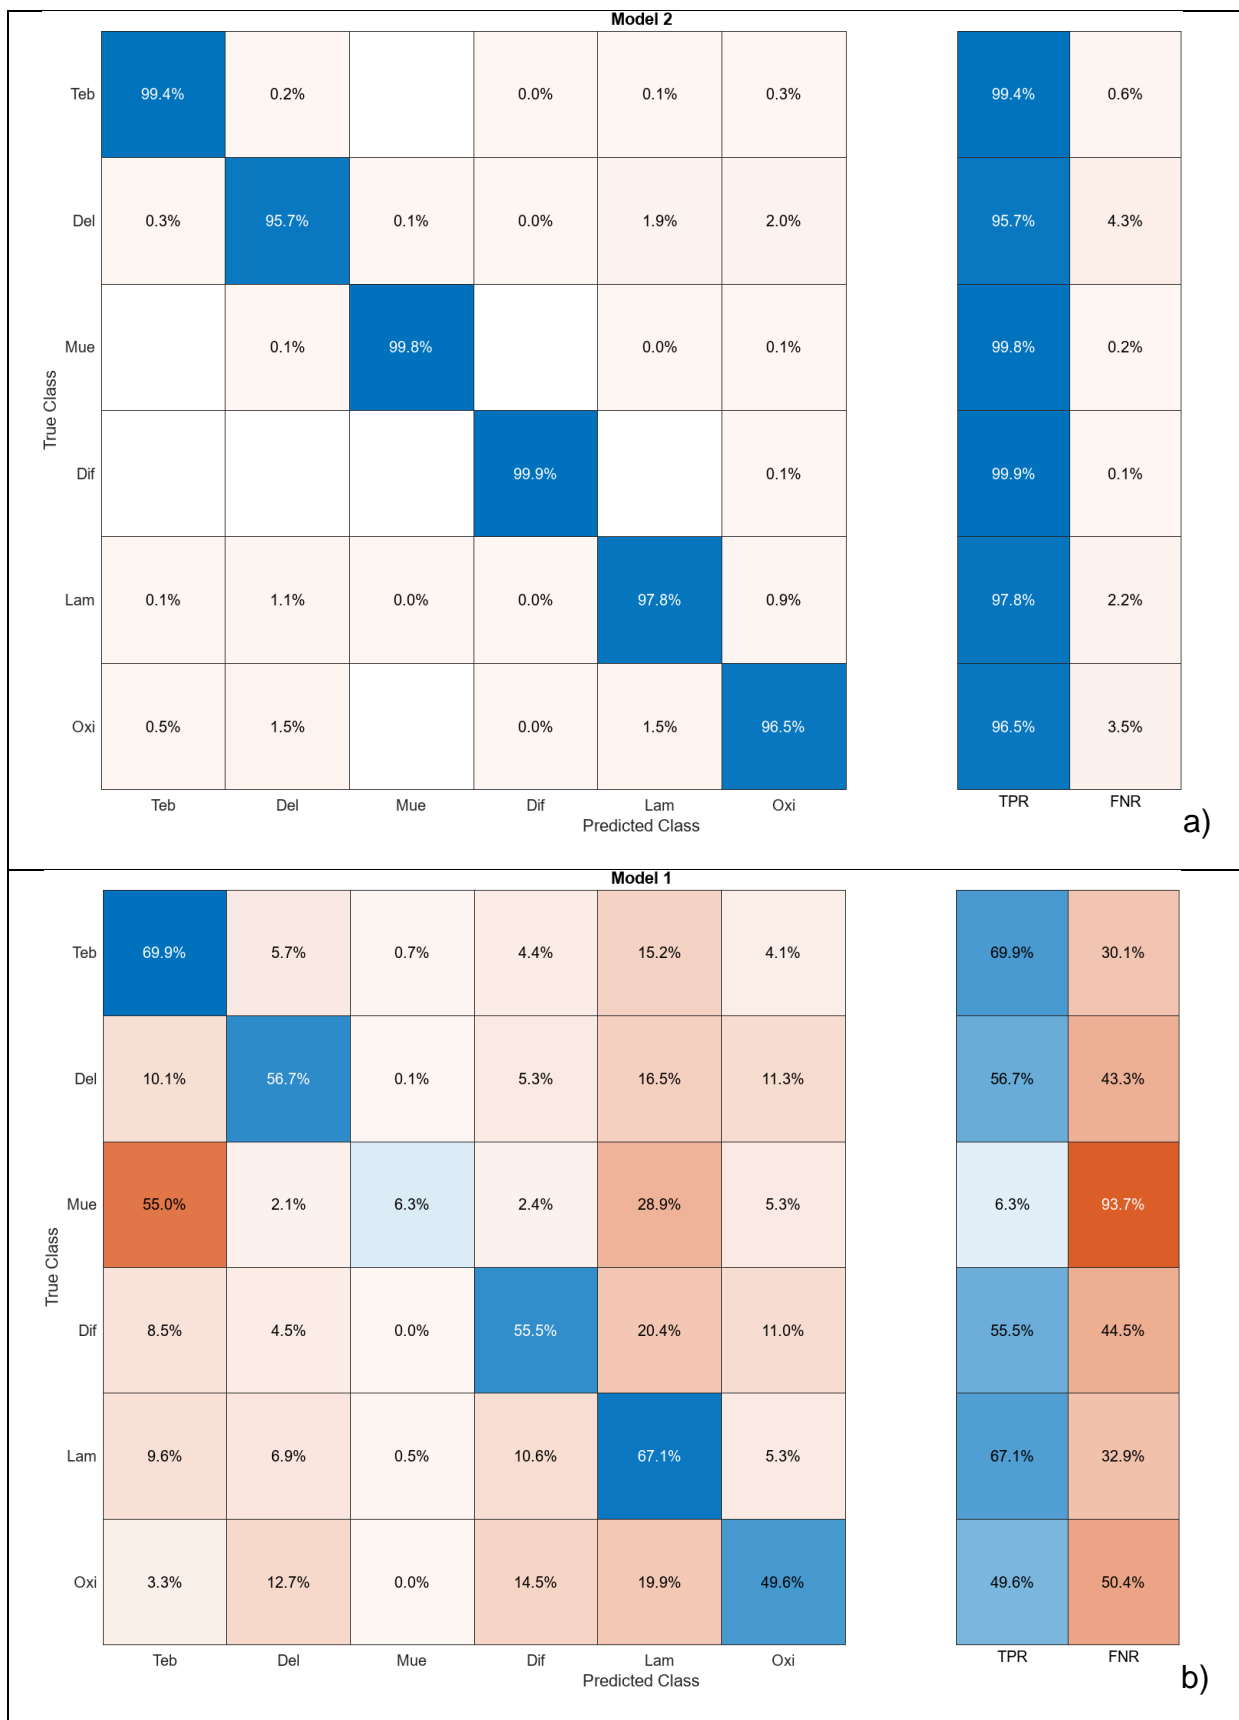 Model 2
Teb 99.4% 0.2% 0.0% 0.1% 0.3% 99.4% 0.6%
Del 0.3% 95.7% 0.1% 0.0% 1.9% 2.0% 95.7% 4.3%
Mue 0.1% 99.8% 0.0% 0.1% 99.8% 0.2%
True Class
Dif 99.9% 0.1% 99.9% 0.1%
Lam 0.1% 1.1% 0.0% 0.0% 97.8% 0.9% 97.8% 2.2%
Oxi 0.5% 1.5% 0.0% 1.5% 96.5% 96.5% 3.5%
Teb Del Mue Dif Lam Oxi TPR FNR
Predicted Class
a)
Model 1
Teb 69.9% 5.7% 0.7% 4.4% 15.2% 4.1% 69.9% 30.1%
Del 10.1% 56.7% 0.1% 5.3% 16.5% 11.3% 56.7% 43.3%
Mue 55.0% 2.1% 6.3% 2.4% 28.9% 5.3% 6.3% 93.7%
True Class
Dif 8.5% 4.5% 0.0% 55.5% 20.4% 11.0% 55.5% 44.5%
Lam 9.6% 6.9% 0.5% 10.6% 67.1% 5.3% 67.1% 32.9%
Oxi 3.3% 12.7% 0.0% 14.5% 19.9% 49.6% 49.6% 50.4%
Teb Del Mue Dif Lam Oxi TPR FNR
Predicted Class
b)